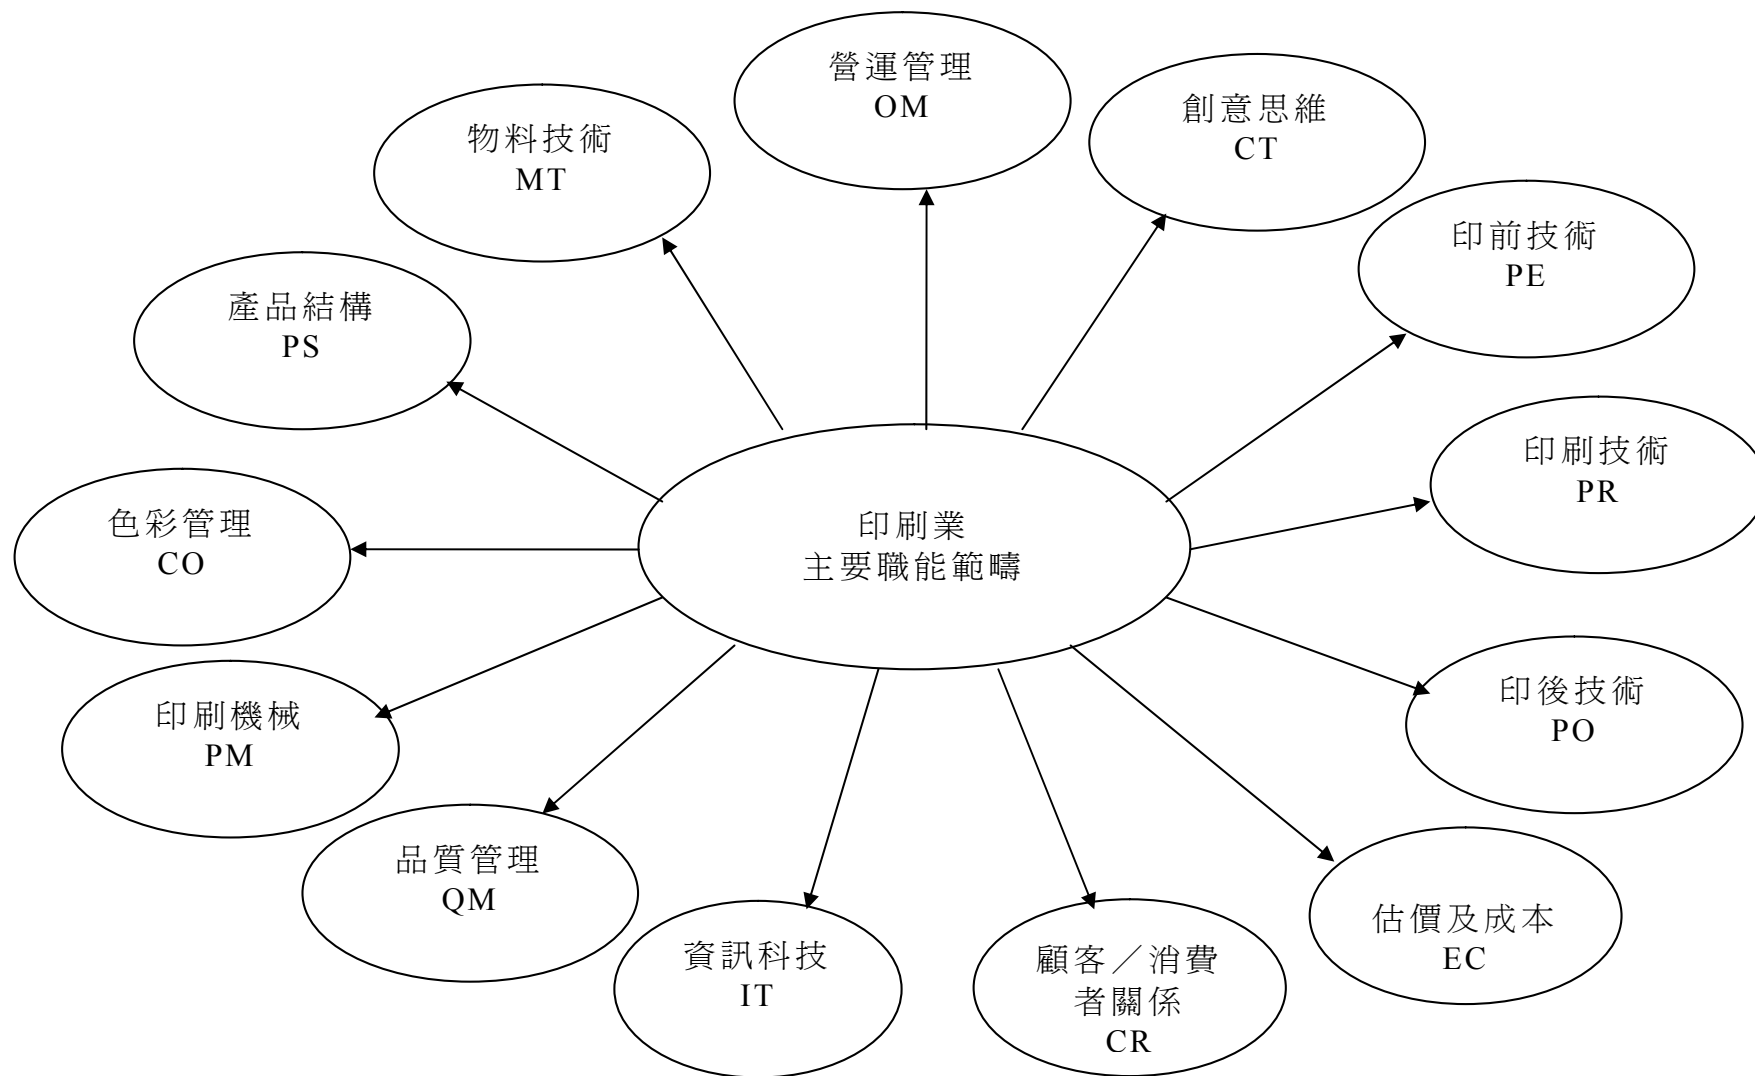 營運管理
OM
創意思維
CT
物料技術
MT
印前技術
PE
產品結構
PS
印刷技術
PR
色彩管理
CO
印刷業
主要職能範疇
印後技術
PO
印刷機械
PM
品質管理
QM
估價及成本
EC
資訊科技
IT
顧客／消費
者關係
CR